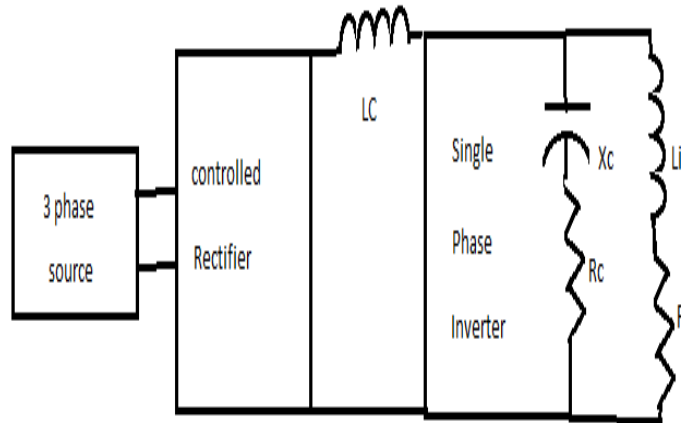 3 phase
source
controlled
Rectifier
LC
Single
Phase
Inverter
Xc
Rc
Li